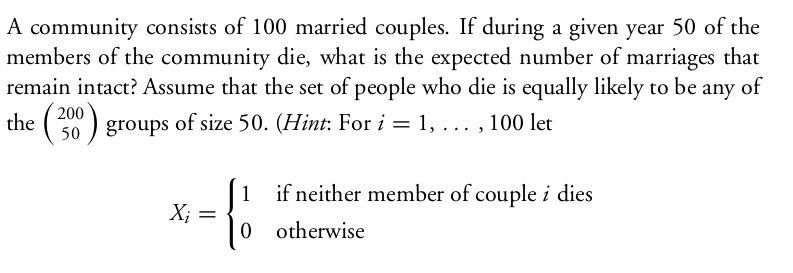 A community consists of 100 married couples. If during a given year 50 of the
members of the community die, what is the expected number of marriages that
remain intact? Assume that the set of people who die is equally likely to be any of
the (200 50) groups of size 50. (Hint: For i = 1, ... , 100 let
X_i = { 1 if neither member of couple i dies
0 otherwise